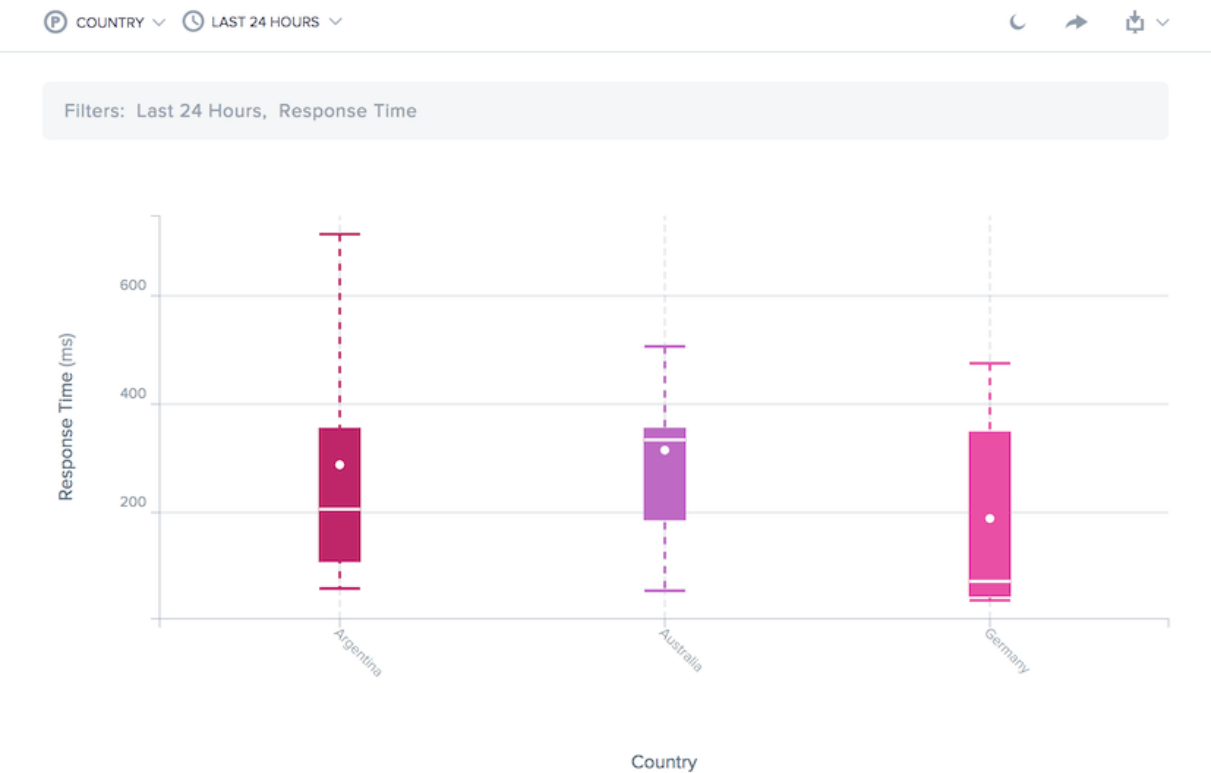 P COUNTRY LAST 24 HOURS
Filters: Last 24 Hours, Response Time
Response Time (ms)
600
400
200
Argentina
Australia
Germany
Country